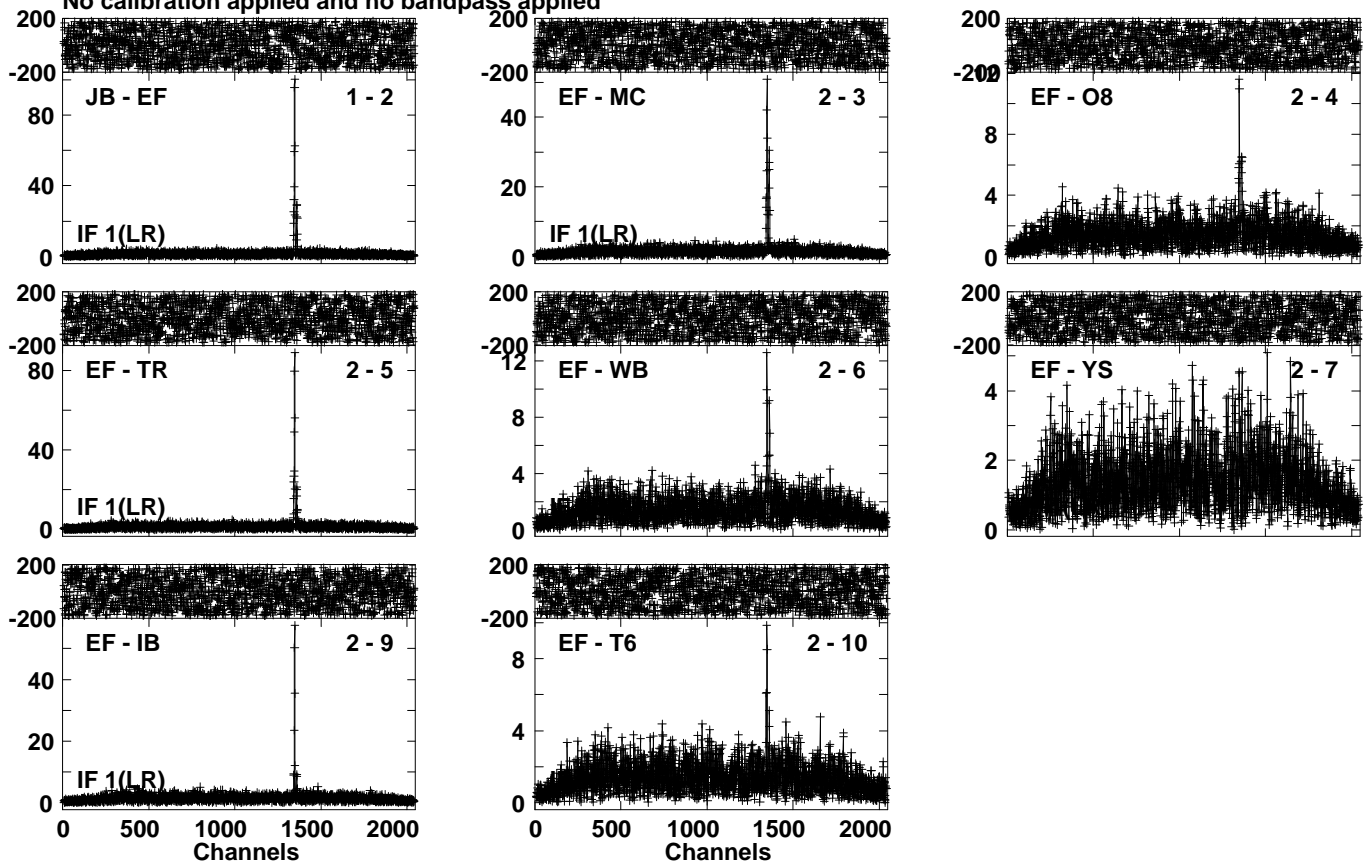 No calibration applied and no bandpass applied
200
-200
JB - EF 1 - 2
80
40
0
IF 1(LR)
200
-200
EF - MC 2 - 3
40
20
0
IF 1(LR)
200
-200
12
EF - O8 2 - 4
8
4
0
200
-200
EF - TR 2 - 5
80
40
0
IF 1(LR)
200
-200
12
EF - WB 2 - 6
8
4
0
200
-200
EF - YS 2 - 7
4
2
0
200
-200
EF - IB 2 - 9
40
20
0
IF 1(LR)
0 500 1000 1500 2000
Channels
200
-200
EF - T6 2 - 10
8
4
0
0 500 1000 1500 2000
Channels